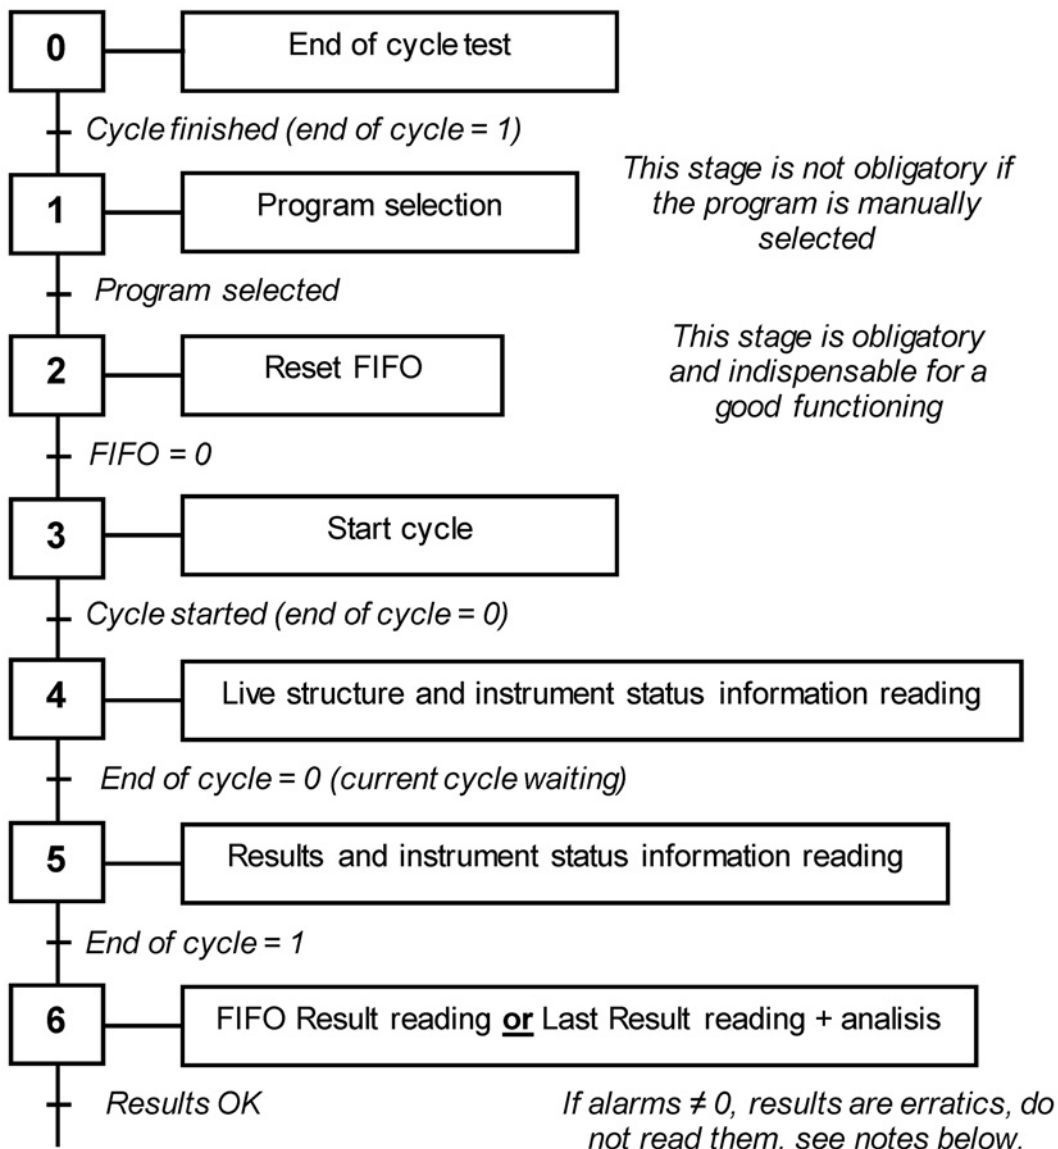 0
End of cycle test
Cycle finished (end of cycle = 1)
This stage is not obligatory if
the program is manually
selected
1
Program selection
Program selected
This stage is obligatory
and indispensable for a
good functioning
2
Reset FIFO
FIFO = 0
3
Start cycle
Cycle started (end of cycle = 0)
4
Live structure and instrument status information reading
End of cycle = 0 (current cycle waiting)
5
Results and instrument status information reading
End of cycle = 1
6
FIFO Result reading or Last Result reading + analisis
Results OK
If alarms ≠ 0, results are erratics, do
not read them, see notes below.